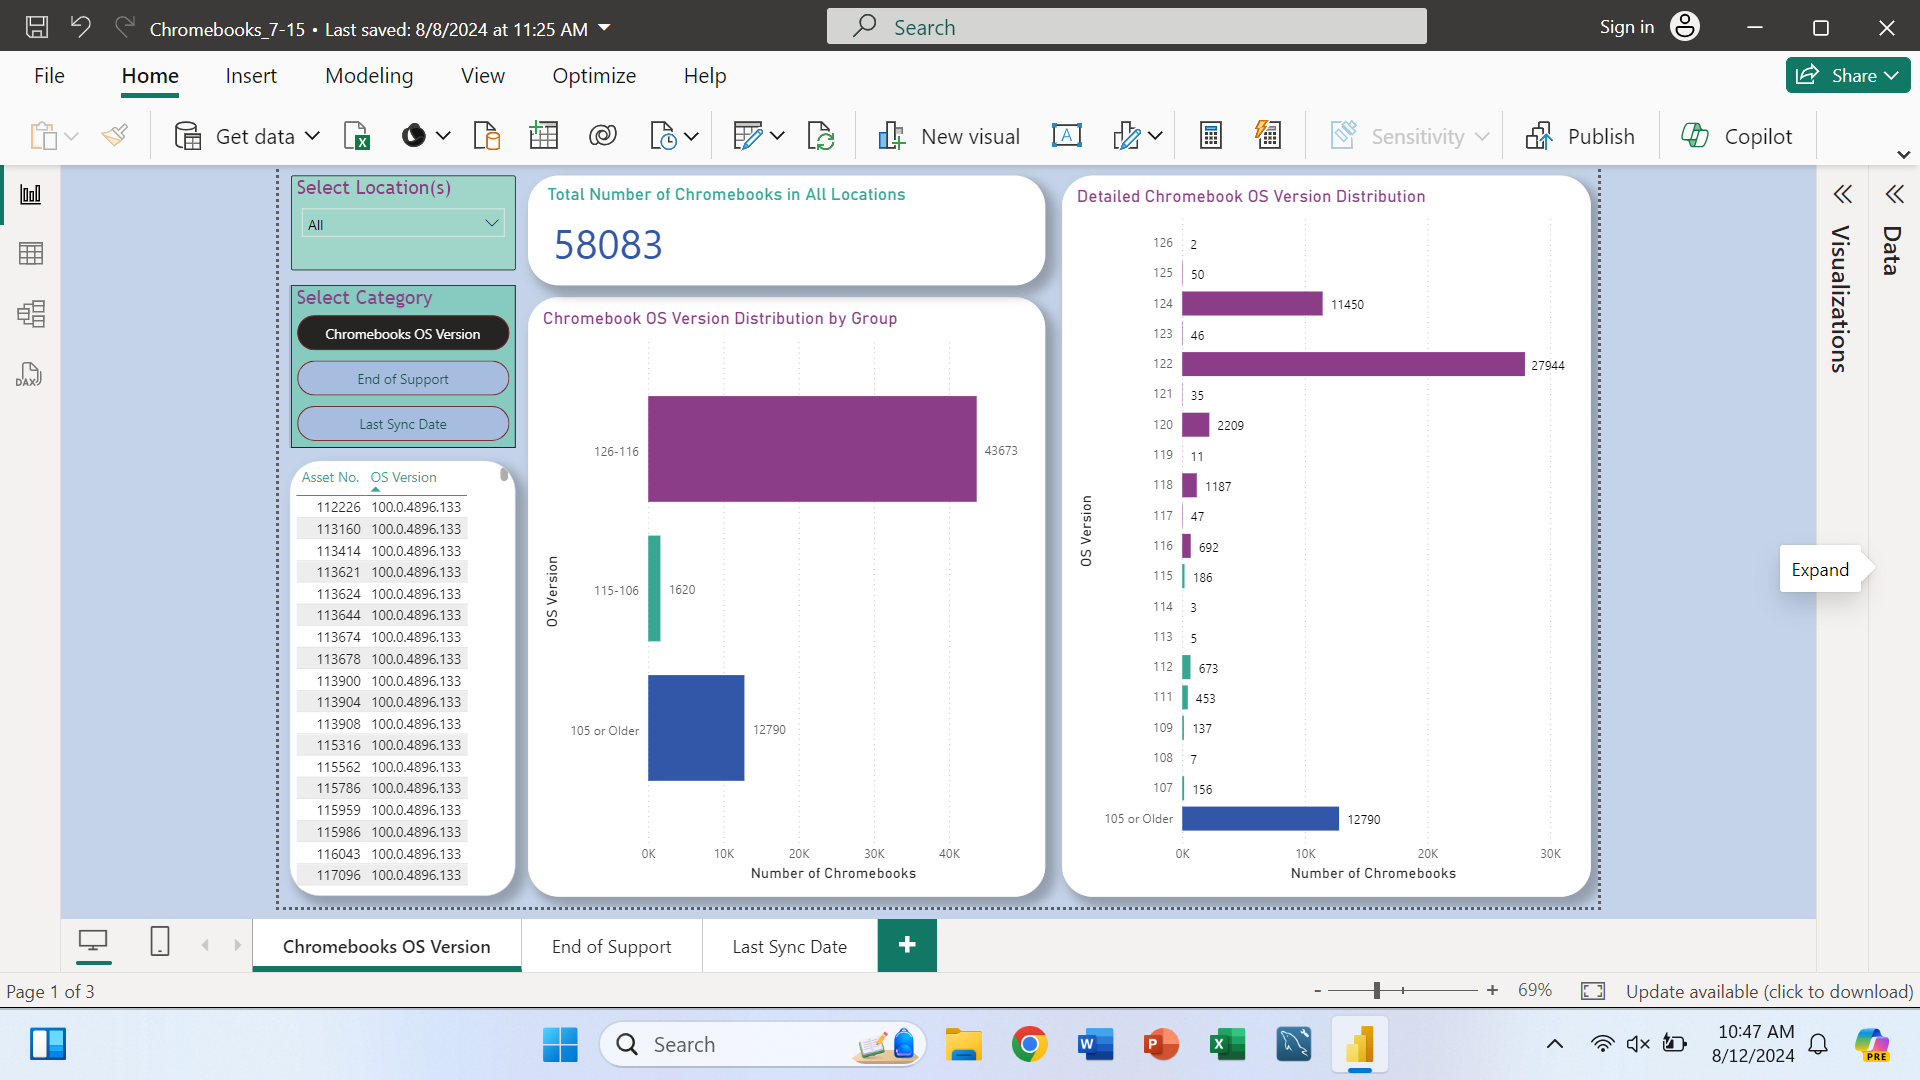 Chromebooks_7-15 • Last saved: 8/8/2024 at 11:25 AM
Search
Sign in
File
Home
Insert
Modeling
View
Optimize
Help
Share
Get data
New visual
Sensitivity
Publish
Copilot
Select Location(s)
All
Select Category
Chromebooks OS Version
End of Support
Last Sync Date
Asset No. OS Version
112226 100.0.4896.133
113160 100.0.4896.133
113414 100.0.4896.133
113621 100.0.4896.133
113624 100.0.4896.133
113644 100.0.4896.133
113674 100.0.4896.133
113678 100.0.4896.133
113900 100.0.4896.133
113904 100.0.4896.133
113908 100.0.4896.133
115316 100.0.4896.133
115562 100.0.4896.133
115786 100.0.4896.133
115959 100.0.4896.133
115986 100.0.4896.133
116043 100.0.4896.133
117096 100.0.4896.133
Total Number of Chromebooks in All Locations
58083
Chromebook OS Version Distribution by Group
OS Version
126-116 43673
115-106 1620
105 or Older 12790
0K 10K 20K 30K 40K
Number of Chromebooks
Detailed Chromebook OS Version Distribution
OS Version
126 2
125 50
124 11450
123 46
122 27944
121 35
120 2209
119 11
118 1187
117 47
116 692
115 186
114 3
113 5
112 673
111 453
109 137
108 7
107 156
105 or Older 12790
0K 10K 20K 30K
Number of Chromebooks
Visualizations
Data
Expand
DAX
Chromebooks OS Version
End of Support
Last Sync Date
+
Page 1 of 3
- + 69%
Update available (click to download)
Search
W
P
X
10:47 AM
8/12/2024
PRE